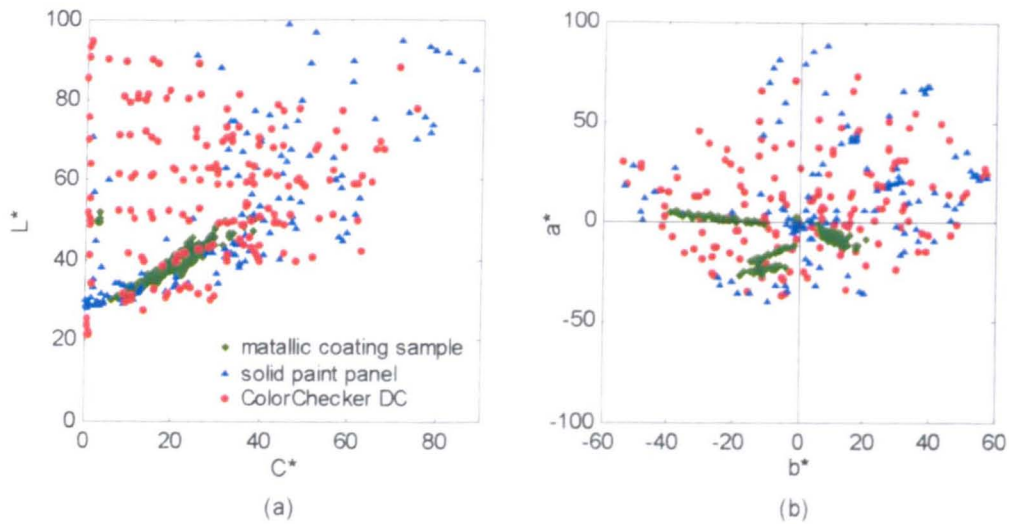 100
80
60
40
20
0
L*
0 20 40 60 80
C*
matallic coating sample
solid paint panel
ColorChecker DC
(a)
100
50
0
-50
-100
a*
-60 -40 -20 0 20 40 60
b*
(b)